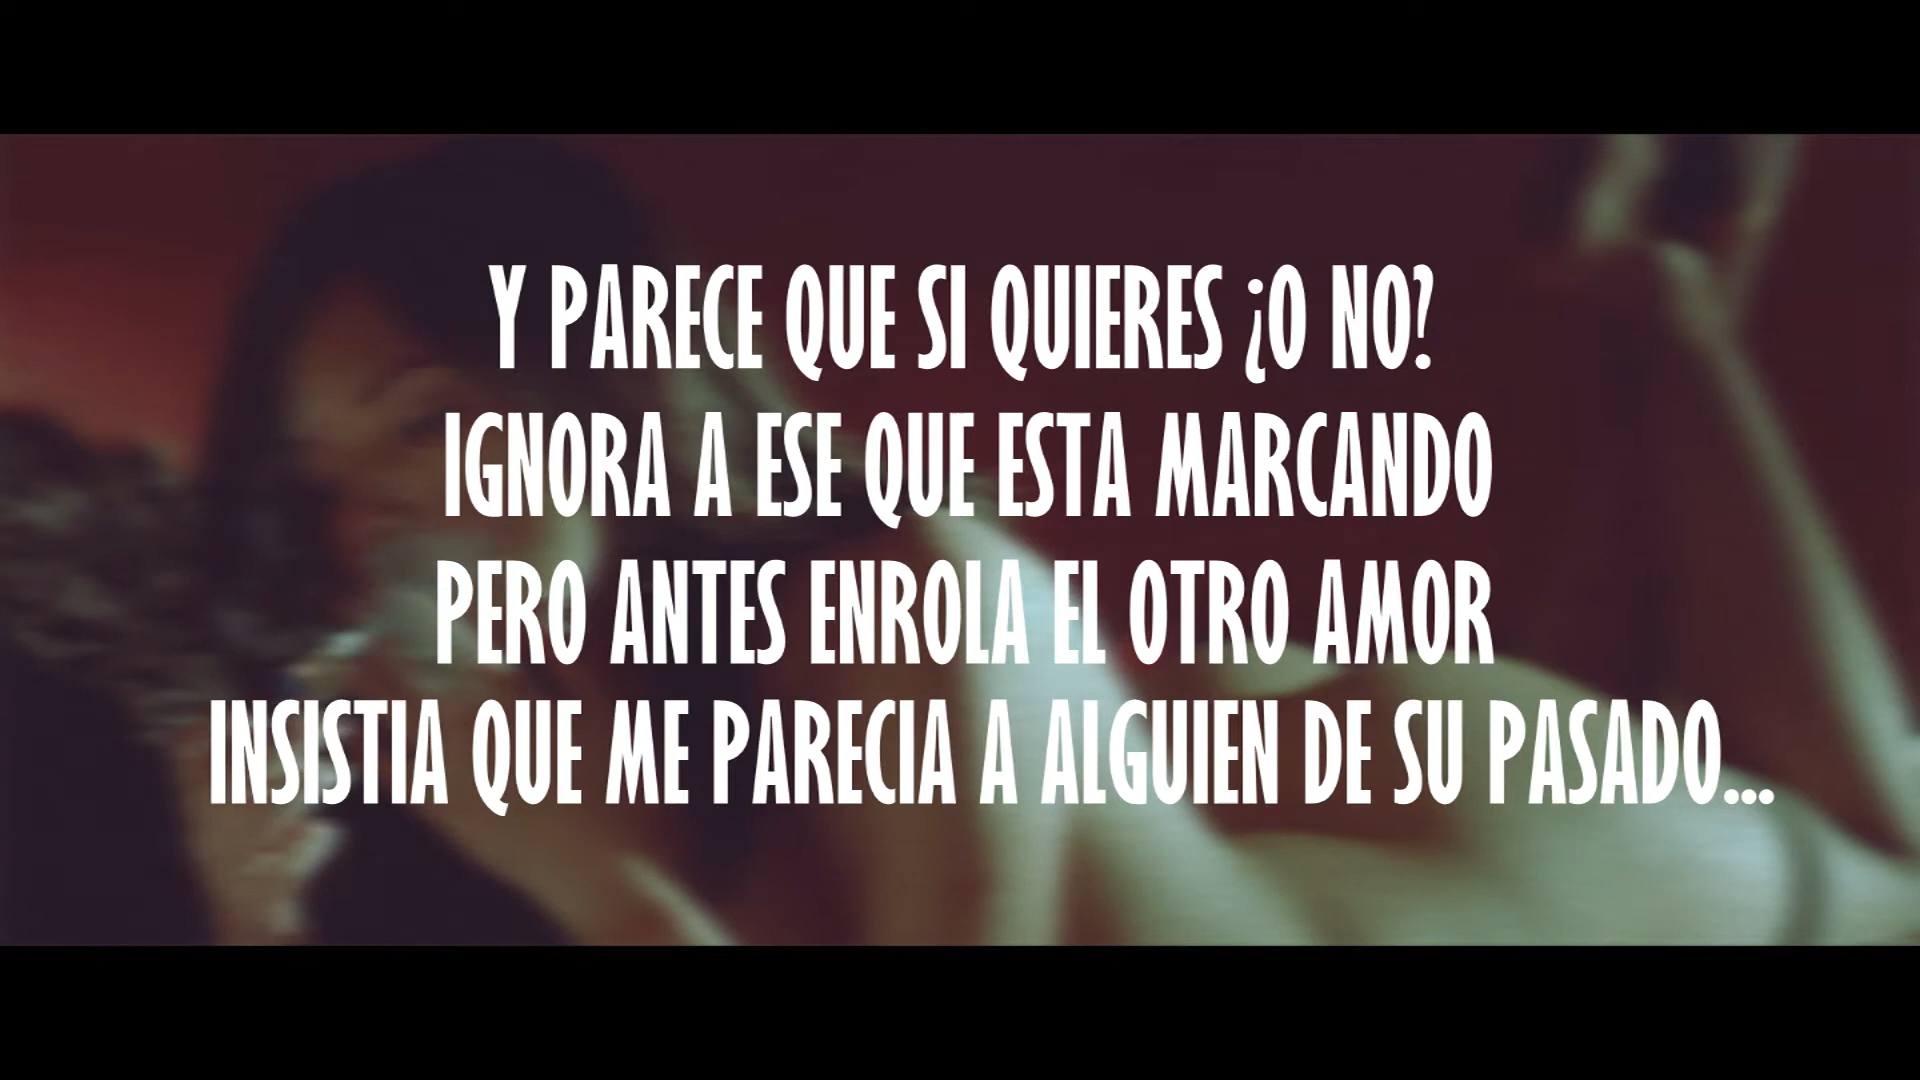 Y PARECE QUE SI QUIERES ¿O NO?
IGNORA A ESE QUE ESTA MARCANDO
PERO ANTES ENROLA EL OTRO AMOR
INSISTIA QUE ME PARECIA A ALGUIEN DE SU PASADO...